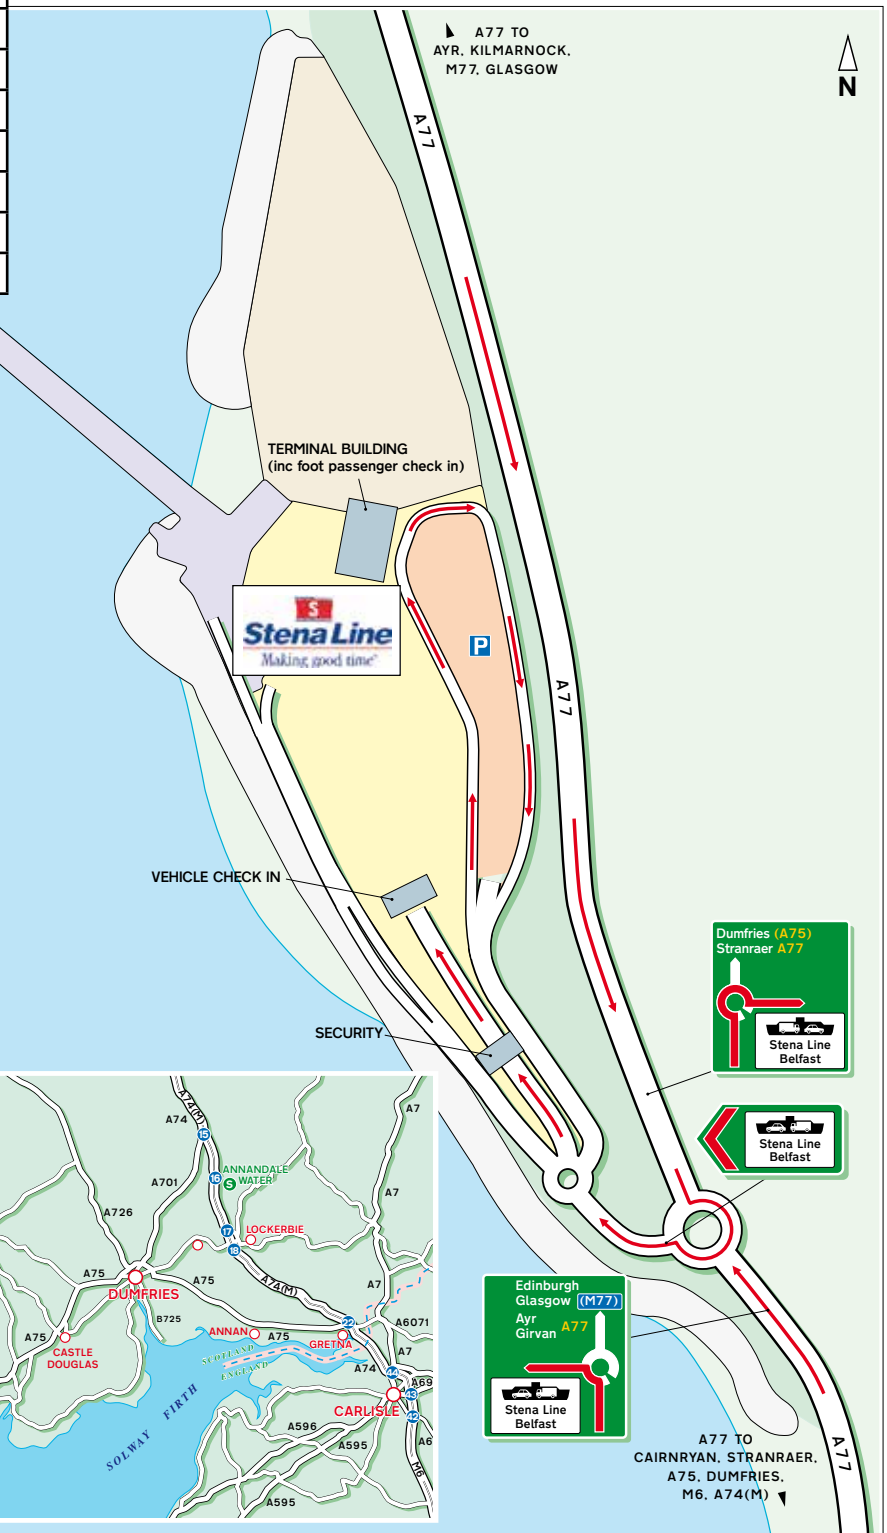 A77 TO
AYR, KILMARNOCK,
M77, GLASGOW
N
A77
TERMINAL BUILDING
(inc foot passenger check in)
S
Stena Line
Making good time
P
A77
VEHICLE CHECK IN
SECURITY
Dumfries (A75)
Stranraer A77
Stena Line
Belfast
Stena Line
Belfast
Edinburgh
Glasgow (M77)
Ayr
Girvan A77
Stena Line
Belfast
A77 TO
CAIRNRYAN, STRANRAER,
A75, DUMFRIES,
M6, A74(M)
A77
A74(M)
A74
15
A7
16
ANNANDALE
WATER
S
A701
A7
A726
17
LOCKERBIE
18
A75
A75
A74(M)
A7
DUMFRIES
B725
22
A6071
ANNAN
A75
GRETNA
A75
CASTLE
DOUGLAS
SCOTLAND
ENGLAND
A7
A74
44
A69
43
CARLISLE
42
SOLWAY FIRTH
A596
A595
A6
M6
A595